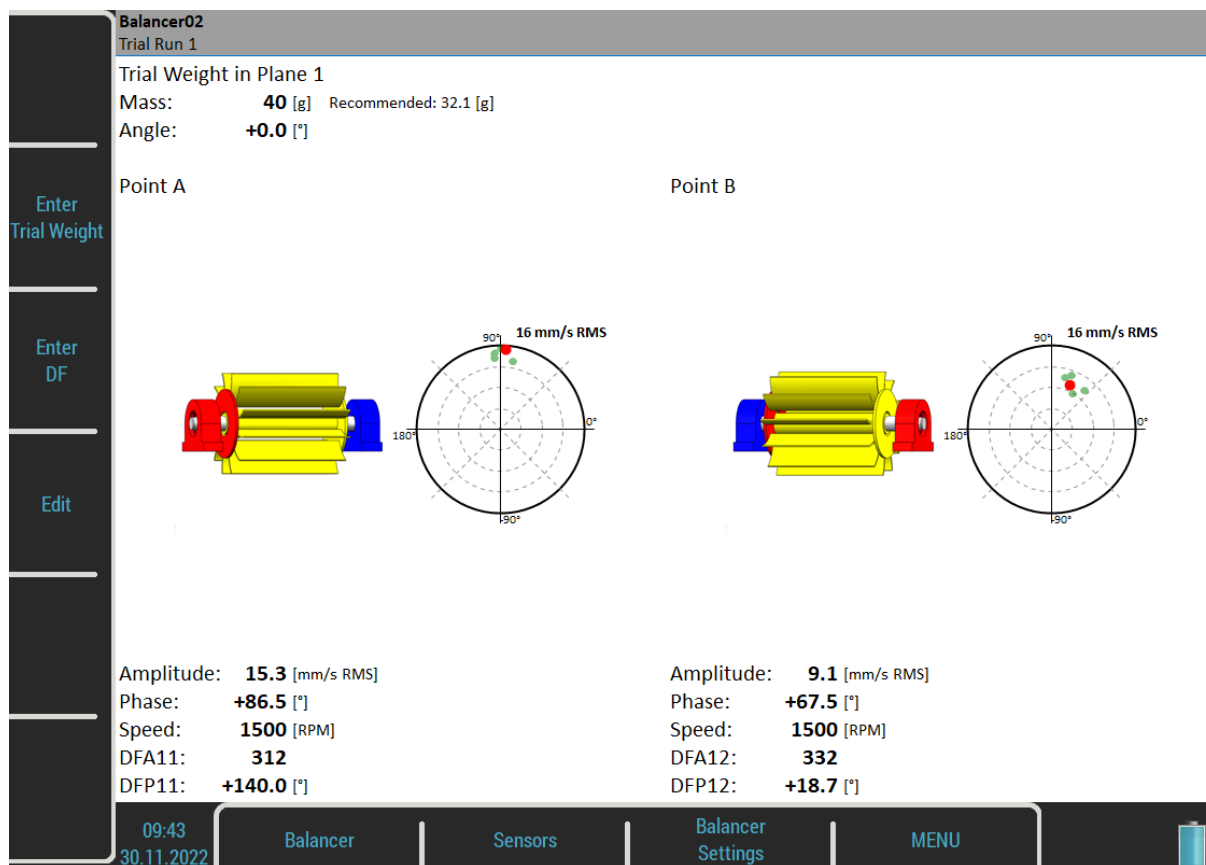 Balancer02
Trial Run 1
Trial Weight in Plane 1
Mass: 40 [g] Recommended: 32.1 [g]
Angle: +0.0 [°]
Enter
Trial Weight
Enter
DF
Edit
Point A
90° 16 mm/s RMS
0°
180°
-90°
Amplitude: 15.3 [mm/s RMS]
Phase: +86.5 [°]
Speed: 1500 [RPM]
DFA11: 312
DFP11: +140.0 [°]
Point B
90° 16 mm/s RMS
0°
180°
-90°
Amplitude: 9.1 [mm/s RMS]
Phase: +67.5 [°]
Speed: 1500 [RPM]
DFA12: 332
DFP12: +18.7 [°]
09:43
30.11.2022
Balancer
Sensors
Balancer
Settings
MENU